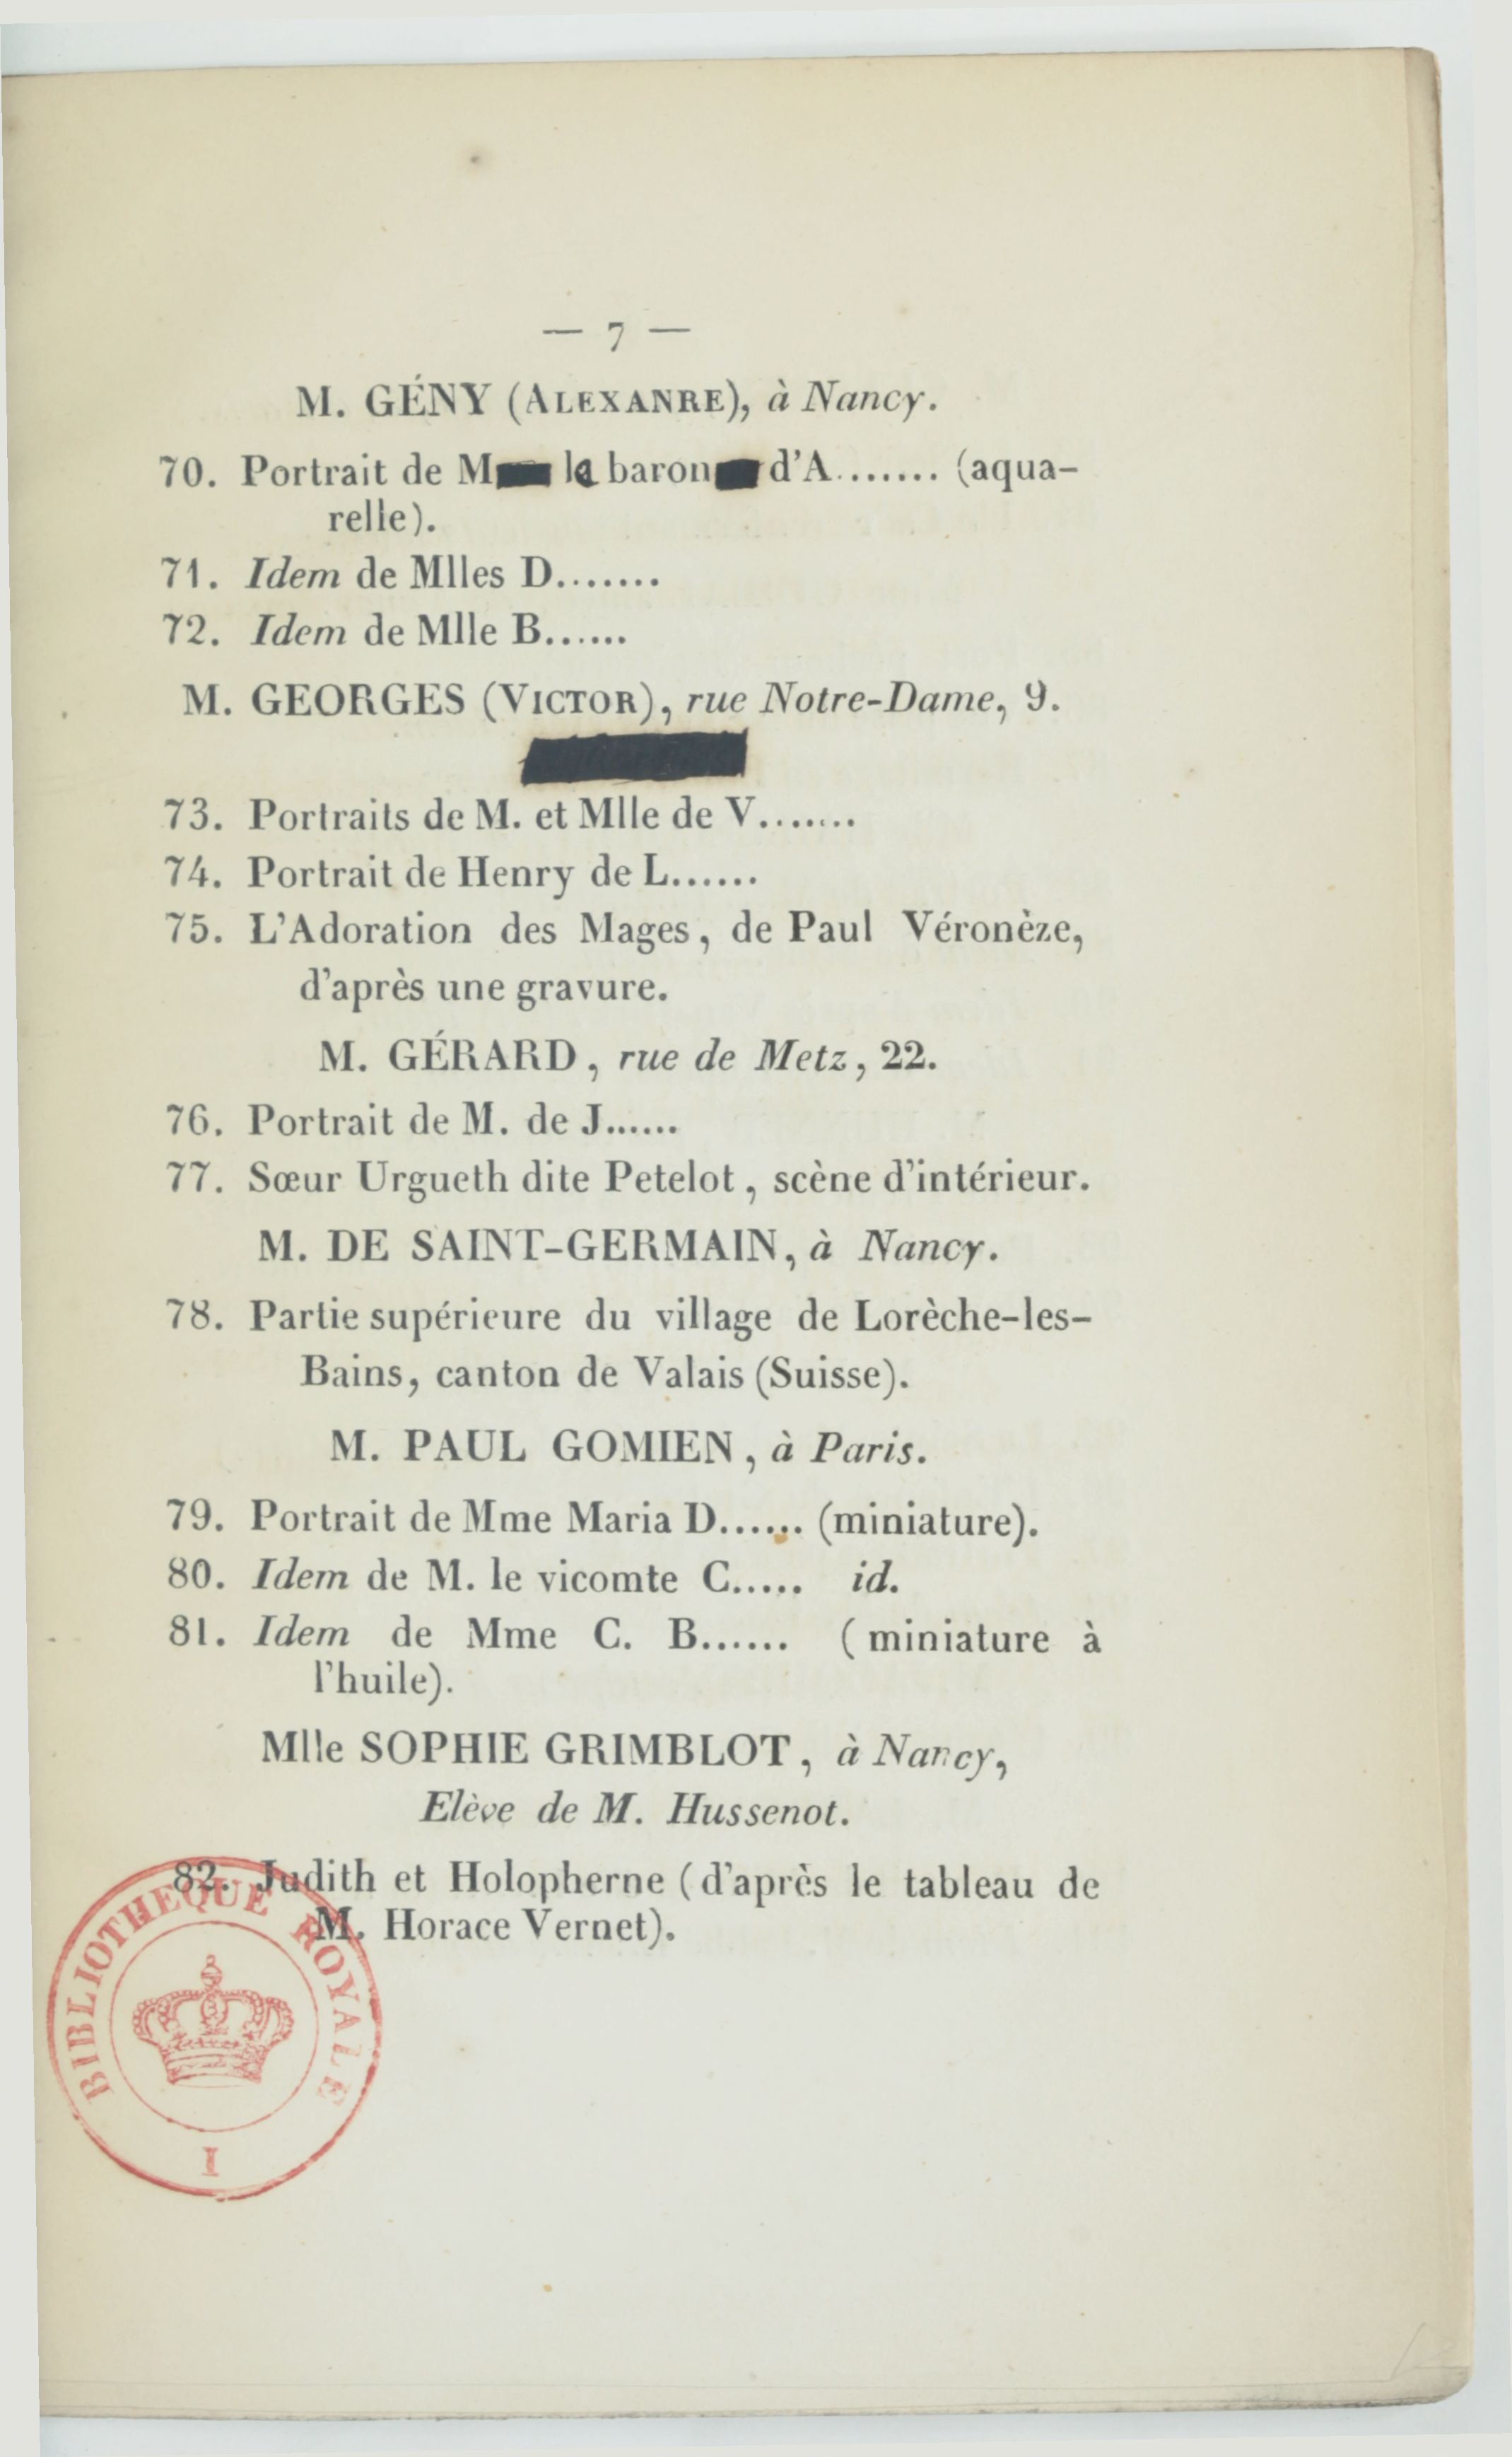 — 7 —
M. GÉNY (ALEXANRE), à Nancy.
70. Portrait de M le baron d'A........ (aqua-
relle).
71. Idem de Mlles D.......
72. Idem de Mlle B......
M. GEORGES (VICTOR), rue Notre-Dame, 9.
73. Portraits de M. et Mlle de V.......
74. Portrait de Henry de L......
75. L'Adoration des Mages, de Paul Véronèze,
d'après une gravure.
M. GÉRARD, rue de Metz, 22.
76. Portrait de M. de J......
77. Sœur Urgueth dite Petelot, scène d'intérieur.
M. DE SAINT-GERMAIN, à Nancy.
78. Partie supérieure du village de Lorèche-les-
Bains, canton de Valais (Suisse).
M. PAUL GOMIEN, à Paris.
79. Portrait de Mme Maria D...... (miniature).
80. Idem de M. le vicomte C..... id.
81. Idem de Mme C. B...... (miniature à
l'huile).
Mlle SOPHIE GRIMBLOT, à Nancy,
Elève de M. Hussenot.
82. Judith et Holopherne (d'après le tableau de
M. Horace Vernet).
BIBLIOTHEQUE ROYALE
I